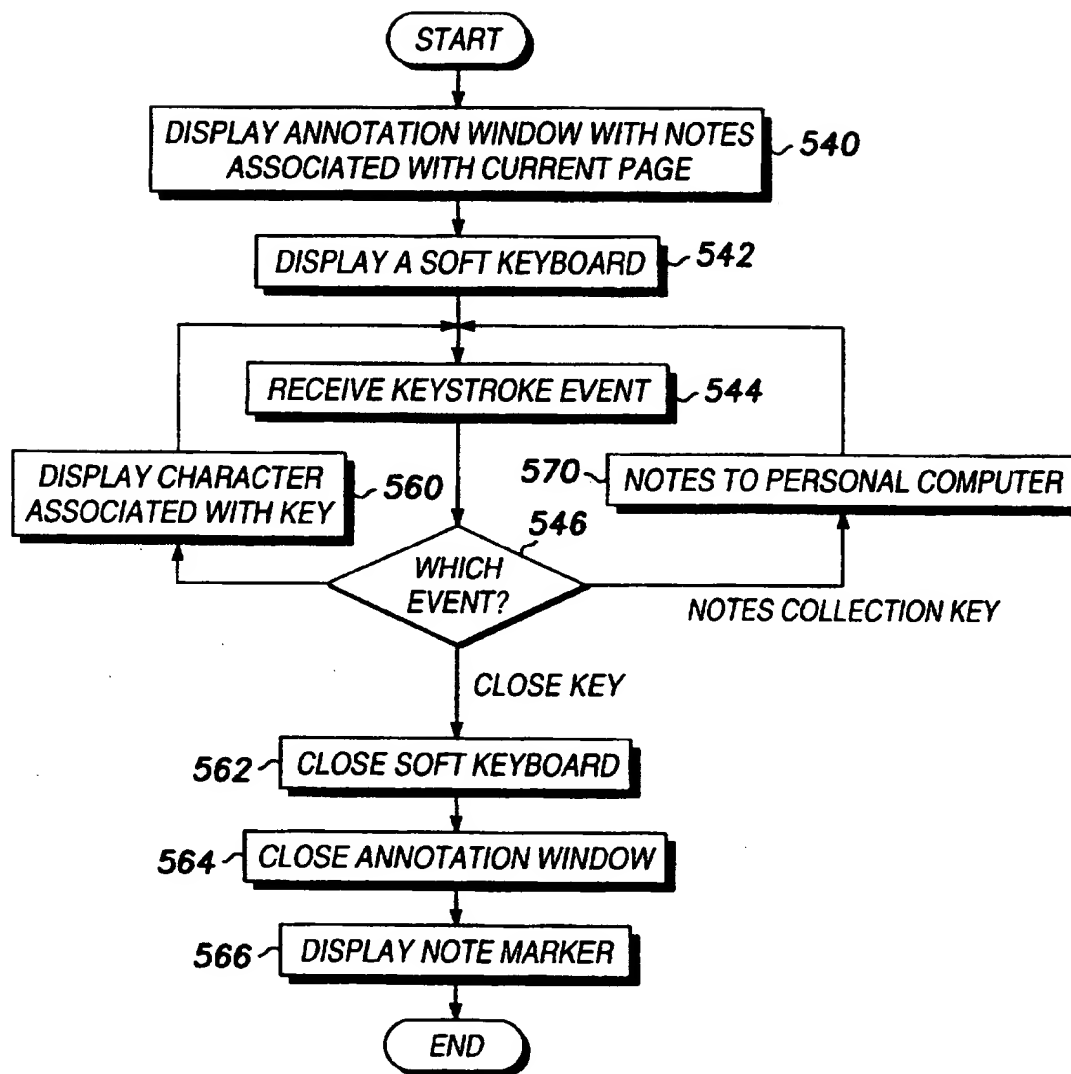 START
DISPLAY ANNOTATION WINDOW WITH NOTES
ASSOCIATED WITH CURRENT PAGE
540
DISPLAY A SOFT KEYBOARD
542
RECEIVE KEYSTROKE EVENT
544
DISPLAY CHARACTER
ASSOCIATED WITH KEY
560
570
NOTES TO PERSONAL COMPUTER
546
WHICH
EVENT?
NOTES COLLECTION KEY
CLOSE KEY
562
CLOSE SOFT KEYBOARD
564
CLOSE ANNOTATION WINDOW
566
DISPLAY NOTE MARKER
END